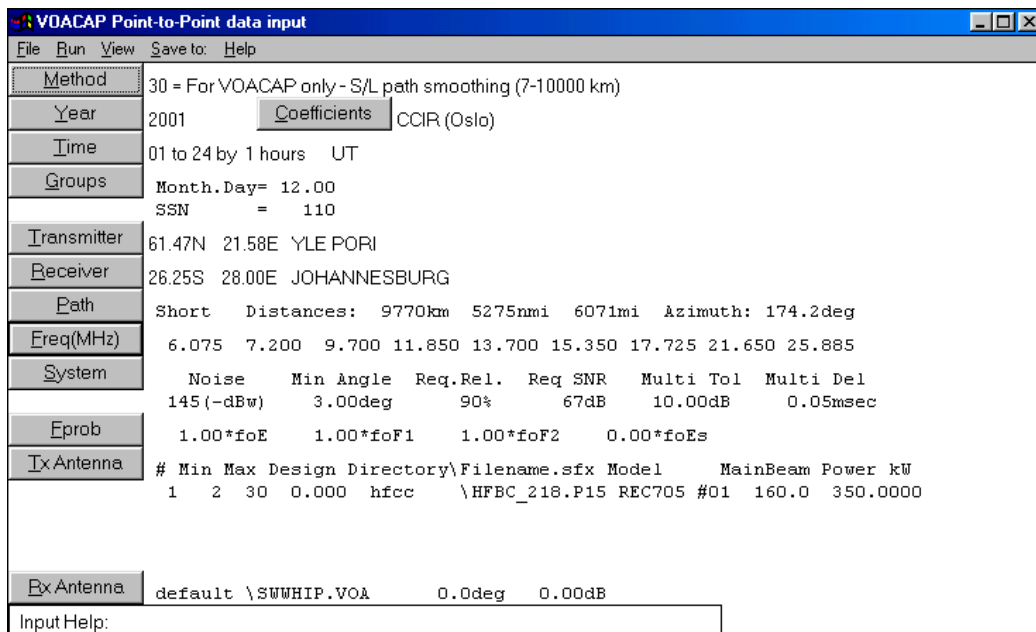 VOACAP Point-to-Point data input
File Run View Save to: Help
Method 30 = For VOACAP only - S/L path smoothing (7-10000 km)
Year 2001 Coefficients CCIR (Oslo)
Time 01 to 24 by 1 hours UT
Groups Month.Day= 12.00
SSN = 110
Transmitter 61.47N 21.58E YLE PORI
Receiver 26.25S 28.00E JOHANNESBURG
Path Short Distances: 9770km 5275nmi 6071mi Azimuth: 174.2deg
Freq(MHz) 6.075 7.200 9.700 11.850 13.700 15.350 17.725 21.650 25.885
System Noise Min Angle Req.Rel. Req SNR Multi Tol Multi Del
145(-dBw) 3.00deg 90% 67dB 10.00dB 0.05msec
Fprob 1.00*foE 1.00*foF1 1.00*foF2 0.00*foEs
Tx Antenna # Min Max Design Directory\Filename.sfx Model MainBeam Power kW
1 2 30 0.000 hfcc \HFBC_218.P15 REC705 #01 160.0 350.0000
Rx Antenna default \SWWHIP.VOA 0.0deg 0.00dB
Input Help: